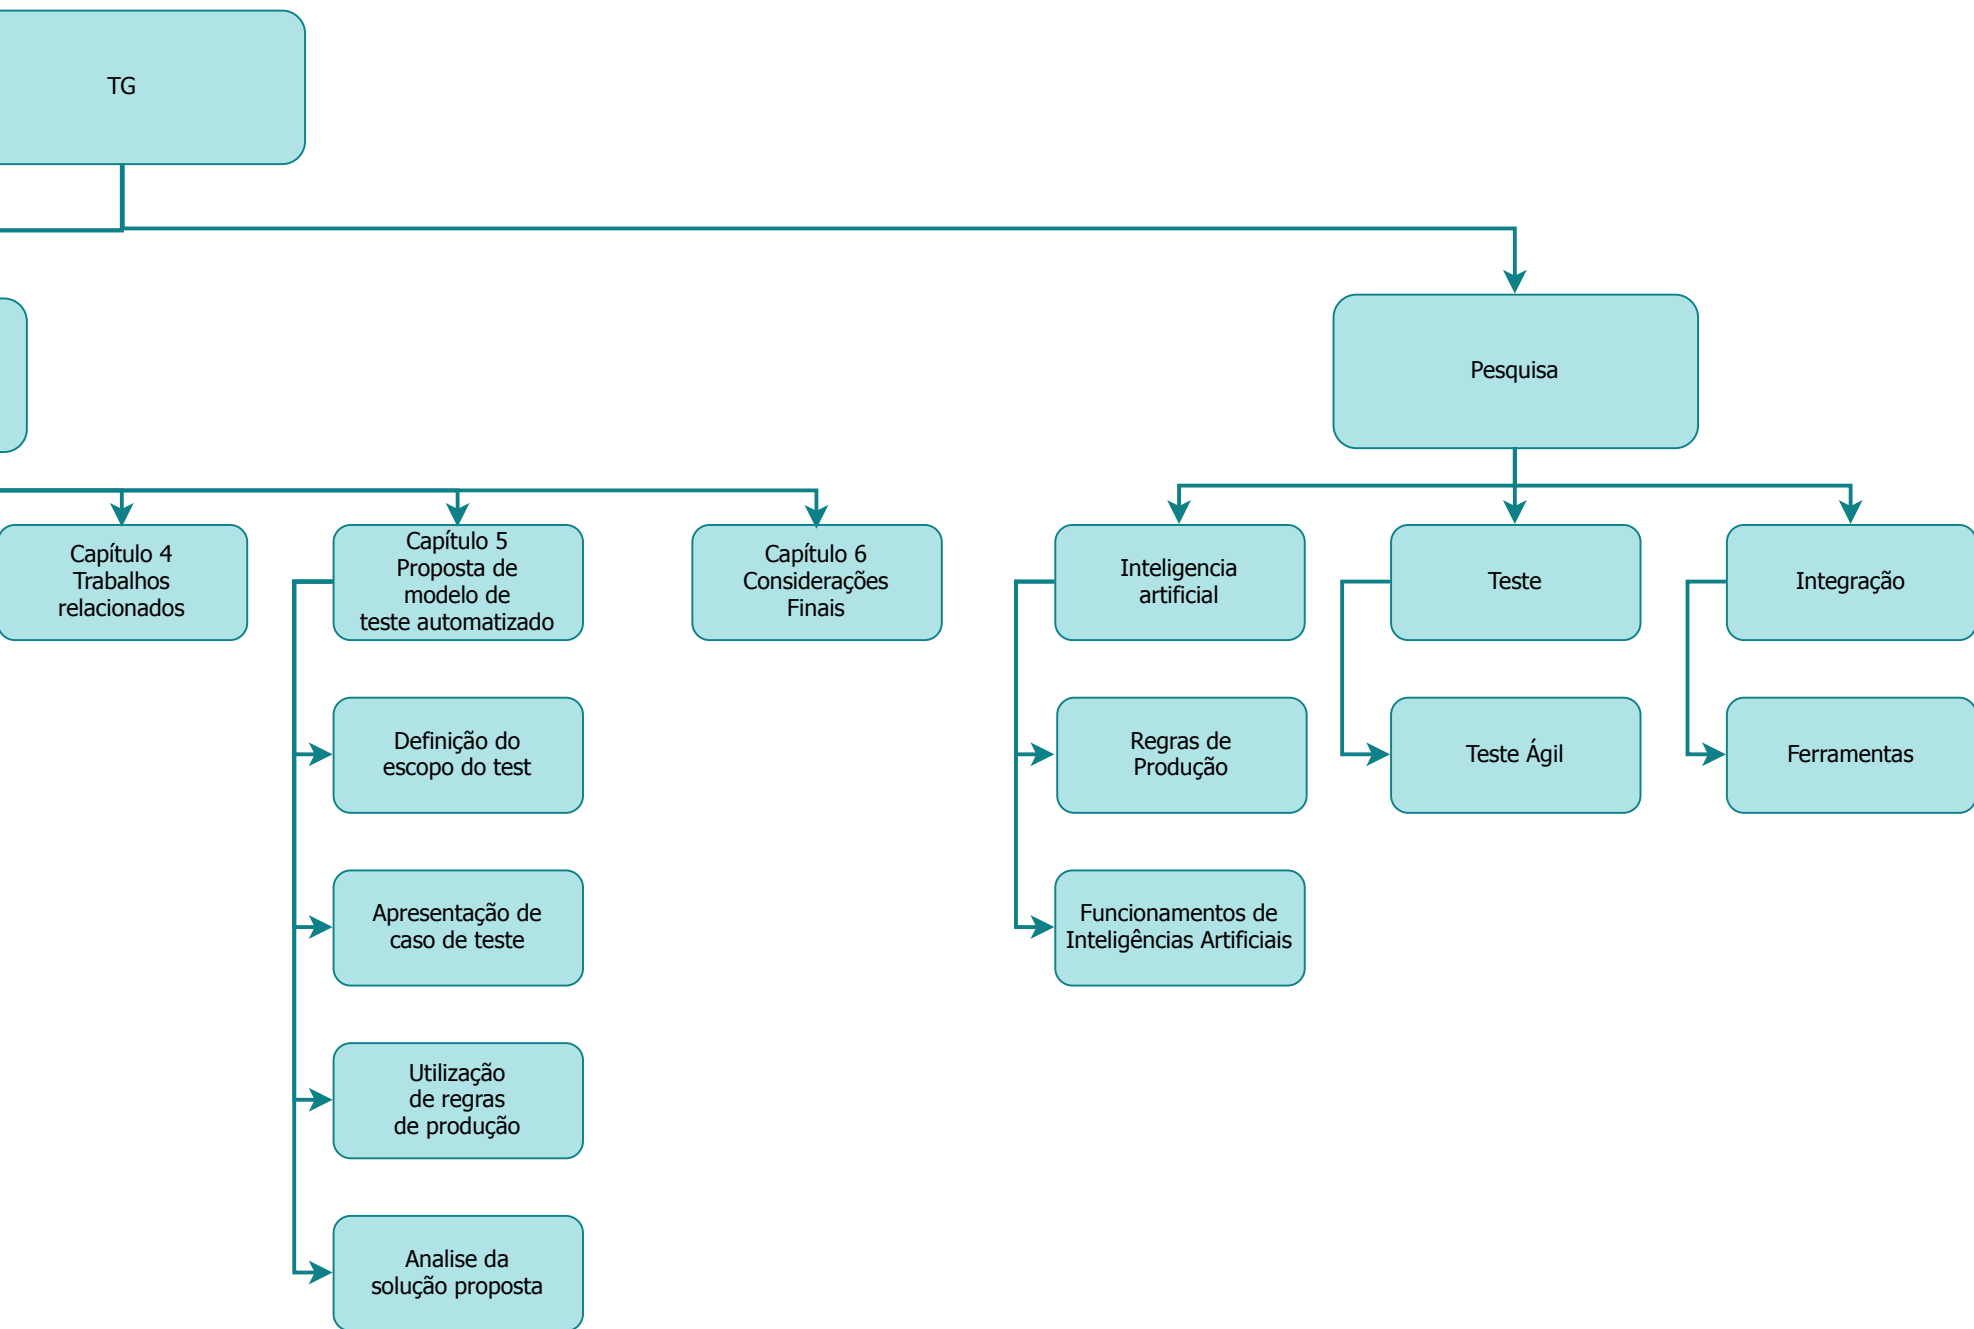 TG
Pesquisa
Capítulo 4
Trabalhos
relacionados
Capítulo 5
Proposta de
modelo de
teste automatizado
Capítulo 6
Considerações
Finais
Inteligencia
artificial
Teste
Integração
Definição do
escopo do test
Regras de
Produção
Teste Ágil
Ferramentas
Apresentação de
caso de teste
Funcionamentos de
Inteligências Artificiais
Utilização
de regras
de produção
Analise da
solução proposta